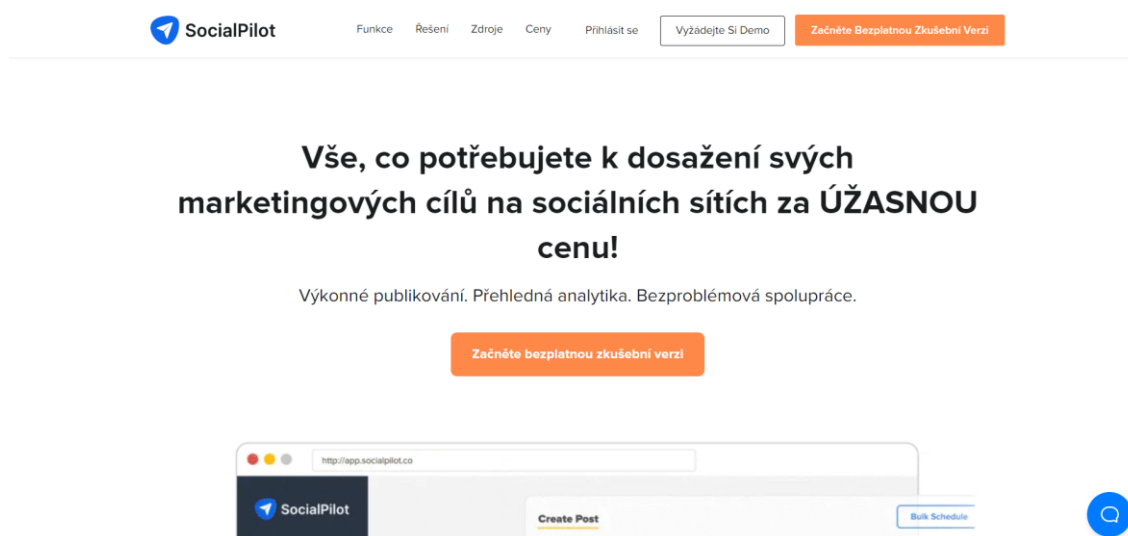 SocialPilot
Funkce Řešení Zdroje Ceny Přihlásit se Vyžádejte Si Demo Začněte Bezplatnou Zkušební Verzi
Vše, co potřebujete k dosažení svých
marketingových cílů na sociálních sítích za ÚŽASNOU
cenu!
Výkonné publikování. Přehledná analytika. Bezproblémová spolupráce.
Začněte bezplatnou zkušební verzi
http://app.socialpilot.co
SocialPilot
Create Post
Bulk Schedule